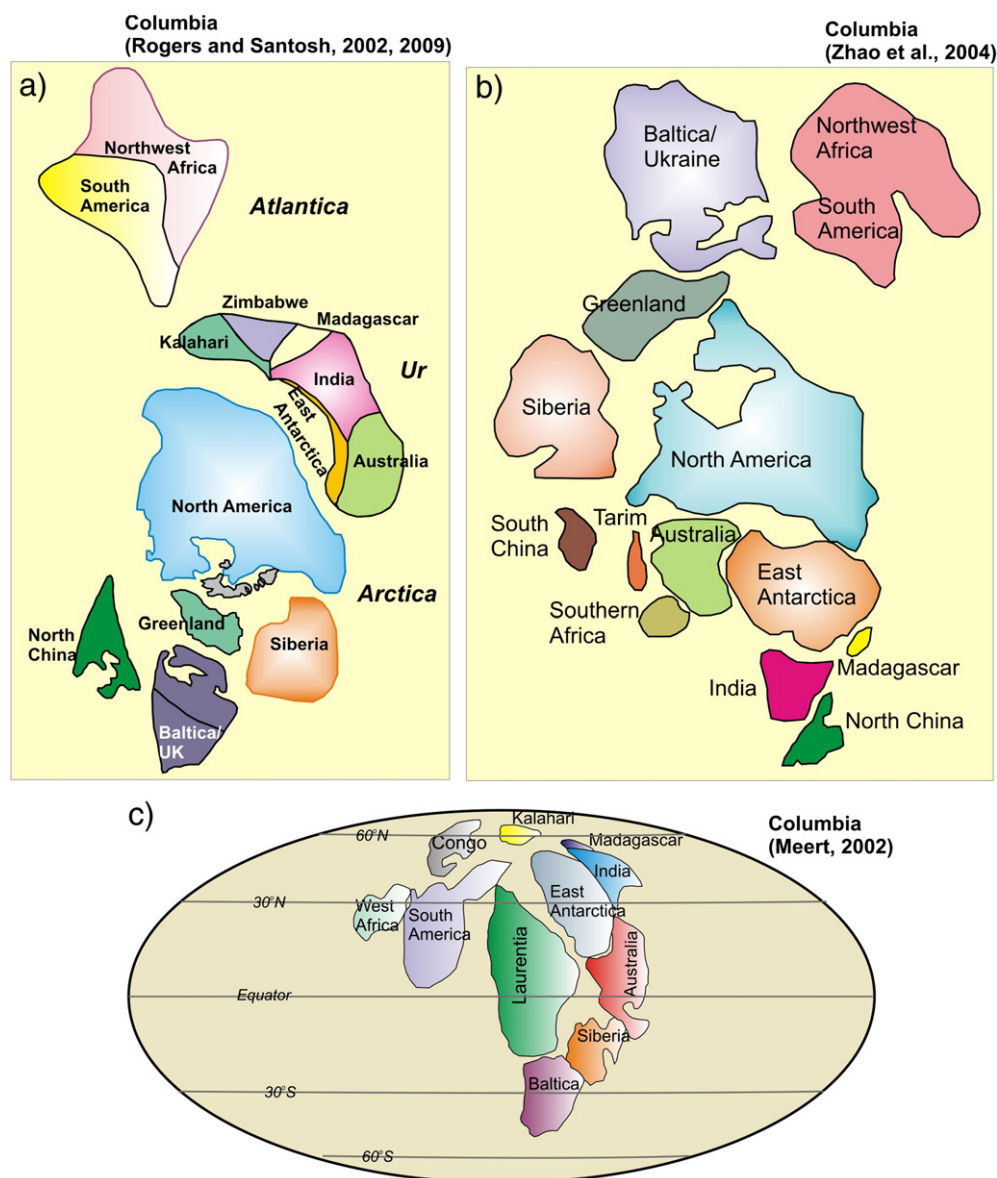 Columbia
(Rogers and Santosh, 2002, 2009)
a)
Northwest
Africa
South
America
Atlantica
Zimbabwe
Madagascar
Kalahari
Ur
India
East
Antarctica
Australia
North America
Arctica
North
China
Greenland
Siberia
Baltica/
UK
Columbia
(Zhao et al., 2004)
b)
Baltica/
Ukraine
Northwest
Africa
South
America
Greenland
Siberia
North America
South
China
Tarim
Australia
East
Antarctica
Southern
Africa
Madagascar
India
North China
c)
Columbia
(Meert, 2002)
60°N
Kalahari
Congo
Madagascar
India
30°N
West
Africa
South
America
East
Antarctica
Laurentia
Australia
Equator
Siberia
Baltica
30°S
60°S